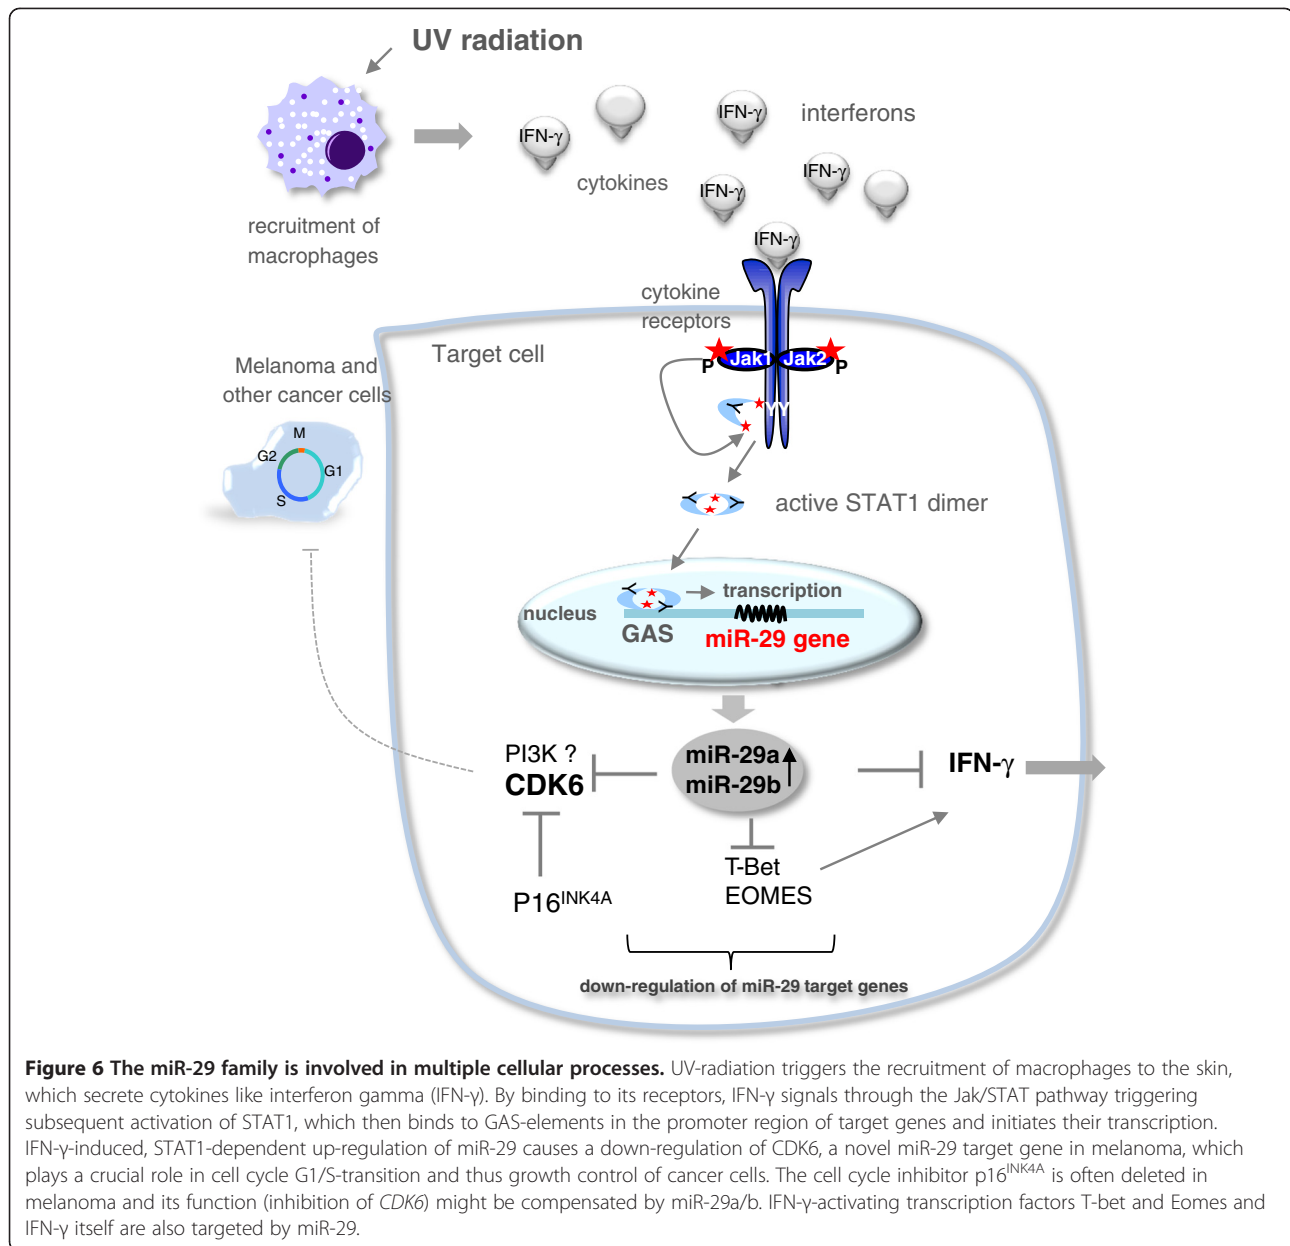 UV radiation
IFN-γ
IFN-γ
interferons
cytokines
IFN-γ
IFN-γ
recruitment of
macrophages
IFN-γ
cytokine
receptors
Target cell
P
Jak1
Jak2
P
YY
Melanoma and
other cancer cells
M
G2
G1
S
active STAT1 dimer
transcription
nucleus
GAS
miR-29 gene
PI3K ?
CDK6
miR-29a
miR-29b
IFN-γ
T-Bet
EOMES
P16INK4A
down-regulation of miR-29 target genes
Figure 6 The miR-29 family is involved in multiple cellular processes. UV-radiation triggers the recruitment of macrophages to the skin,
which secrete cytokines like interferon gamma (IFN-γ). By binding to its receptors, IFN-γ signals through the Jak/STAT pathway triggering
subsequent activation of STAT1, which then binds to GAS-elements in the promoter region of target genes and initiates their transcription.
IFN-γ-induced, STAT1-dependent up-regulation of miR-29 causes a down-regulation of CDK6, a novel miR-29 target gene in melanoma, which
plays a crucial role in cell cycle G1/S-transition and thus growth control of cancer cells. The cell cycle inhibitor p16INK4A is often deleted in
melanoma and its function (inhibition of CDK6) might be compensated by miR-29a/b. IFN-γ-activating transcription factors T-bet and Eomes and
IFN-γ itself are also targeted by miR-29.